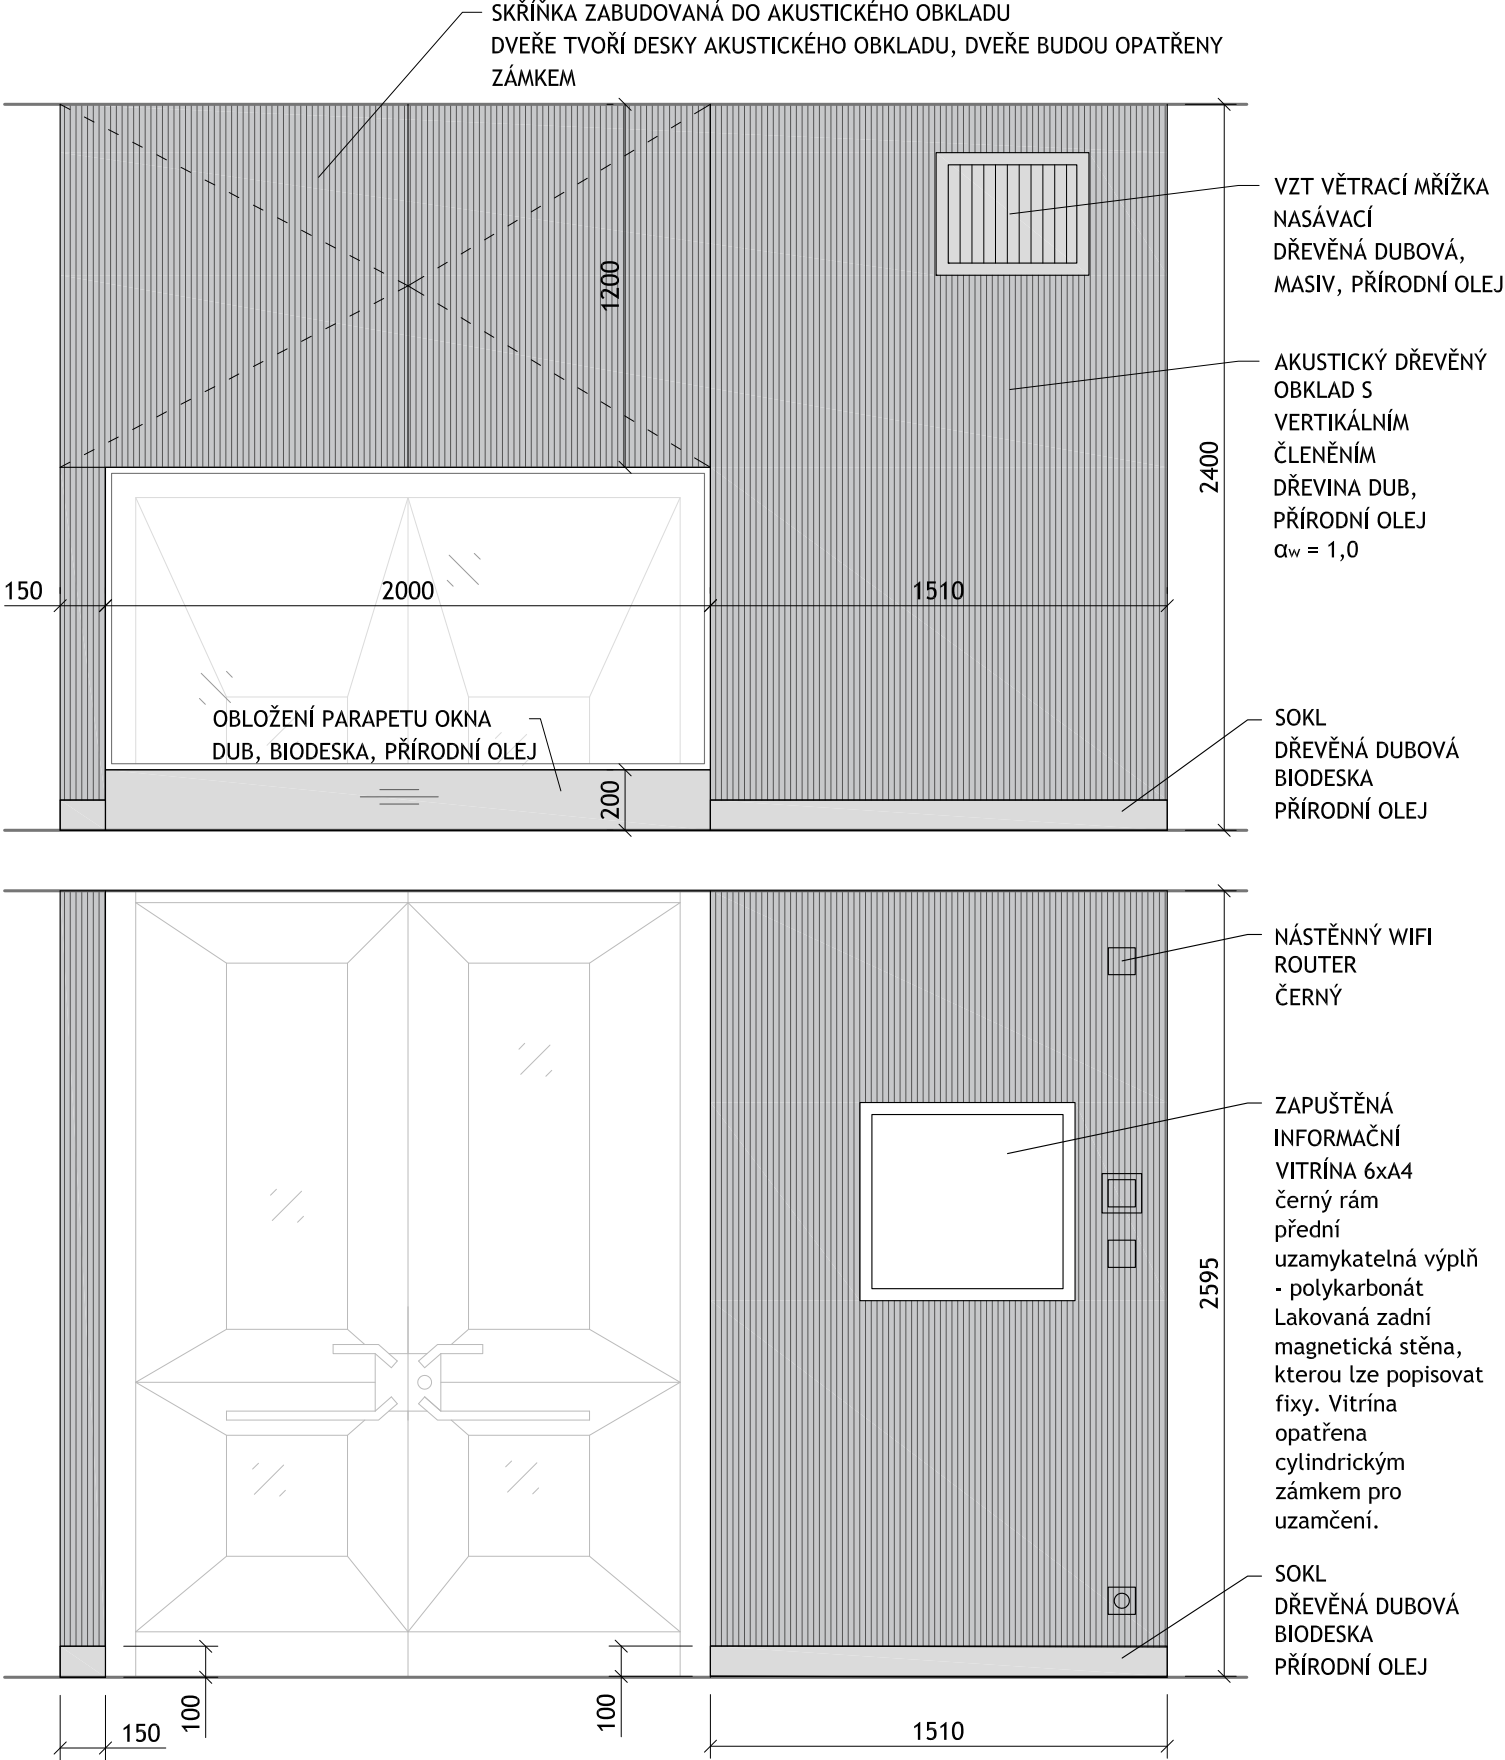 SKŘÍŇKA ZABUDOVANÁ DO AKUSTICKÉHO OBKLADU
DVEŘE TVOŘÍ DESKY AKUSTICKÉHO OBKLADU, DVEŘE BUDOU OPATŘENY
ZÁMKEM
VZT VĚTRACÍ MŘÍŽKA
NASÁVACÍ
DŘEVĚNÁ DUBOVÁ,
MASIV, PŘÍRODNÍ OLEJ
1200
AKUSTICKÝ DŘEVĚNÝ
OBKLAD S
VERTIKÁLNÍM
ČLENĚNÍM
DŘEVINA DUB,
PŘÍRODNÍ OLEJ
αw = 1,0
2400
150
2000
1510
OBLOŽENÍ PARAPETU OKNA
DUB, BIODESKA, PŘÍRODNÍ OLEJ
200
SOKL
DŘEVĚNÁ DUBOVÁ
BIODESKA
PŘÍRODNÍ OLEJ
NÁSTĚNNÝ WIFI
ROUTER
ČERNÝ
ZAPUŠTĚNÁ
INFORMAČNÍ
VITRÍNA 6xA4
černý rám
přední
uzamykatelná výplň
- polykarbonát
Lakovaná zadní
magnetická stěna,
kterou lze popisovat
fixy. Vitrína
opatřena
cylindrickým
zámkem pro
uzamčení.
2595
SOKL
DŘEVĚNÁ DUBOVÁ
BIODESKA
PŘÍRODNÍ OLEJ
100
100
150
1510